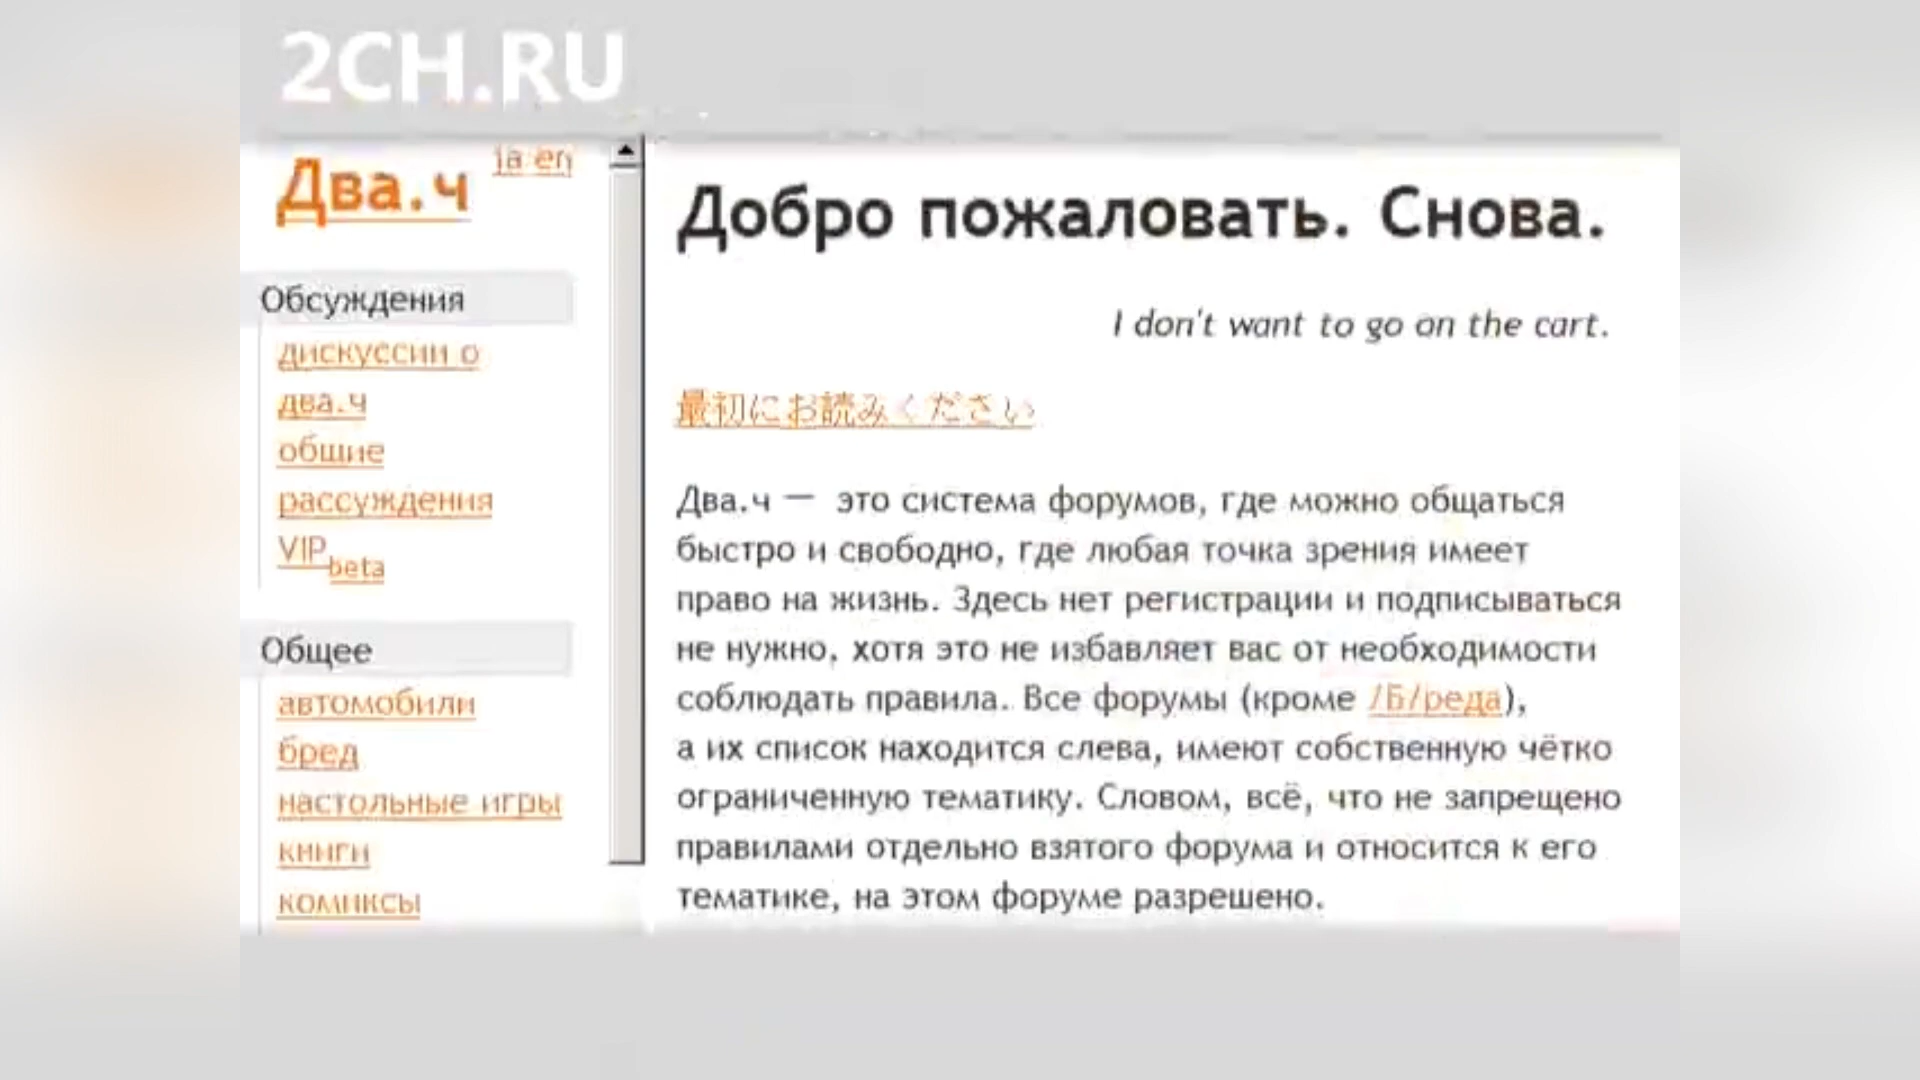 2CH.RU
Два.ч
ja en
Обсуждения
дискуссии о
два.ч
общие
рассуждения
VIP beta
Общее
автомобили
бред
настольные игры
книги
комиксы
Добро пожаловать. Снова.
I don't want to go on the cart.
最初にお読みください
Два.ч — это система форумов, где можно общаться
быстро и свободно, где любая точка зрения имеет
право на жизнь. Здесь нет регистрации и подписываться
не нужно, хотя это не избавляет вас от необходимости
соблюдать правила. Все форумы (кроме /Б/реда),
а их список находится слева, имеют собственную чётко
ограниченную тематику. Словом, всё, что не запрещено
правилами отдельно взятого форума и относится к его
тематике, на этом форуме разрешено.